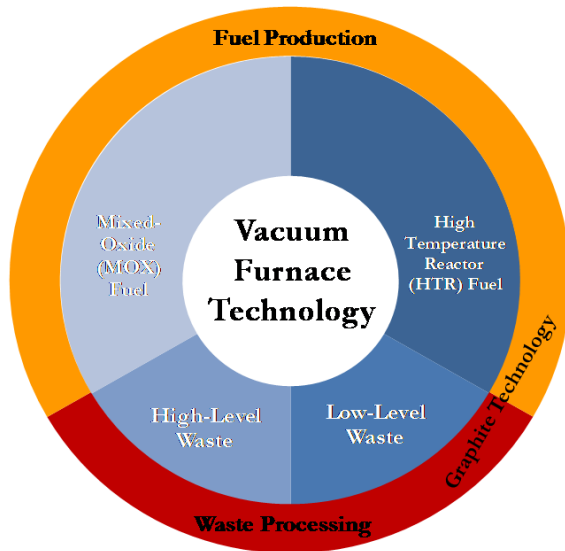 Fuel Production
Mixed-
Oxide
(MOX)
Fuel
Vacuum
Furnace
Technology
High
Temperature
Reactor
(HTR) Fuel
High-Level
Waste
Low-Level
Waste
Graphite Technology
Waste Processing